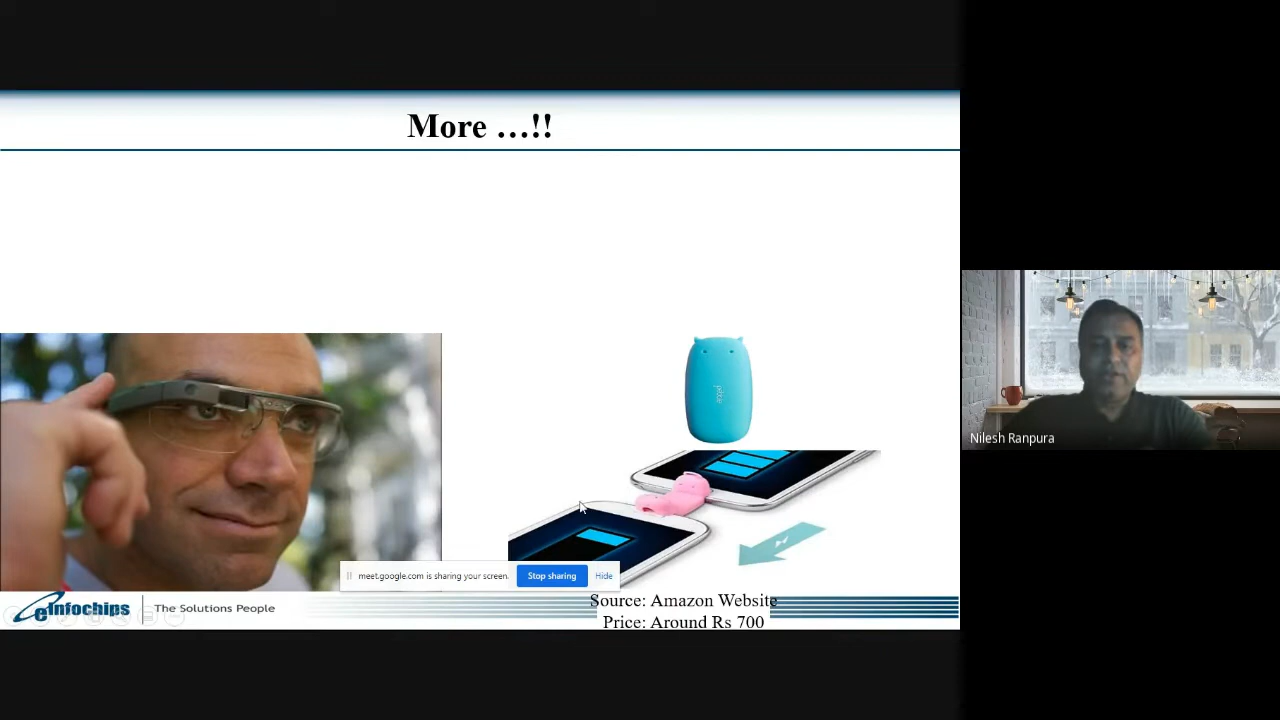 More …!!
meet.google.com is sharing your screen.
Stop sharing
Hide
eInfochips
The Solutions People
Source: Amazon Website
Price: Around Rs 700
Nilesh Ranpura